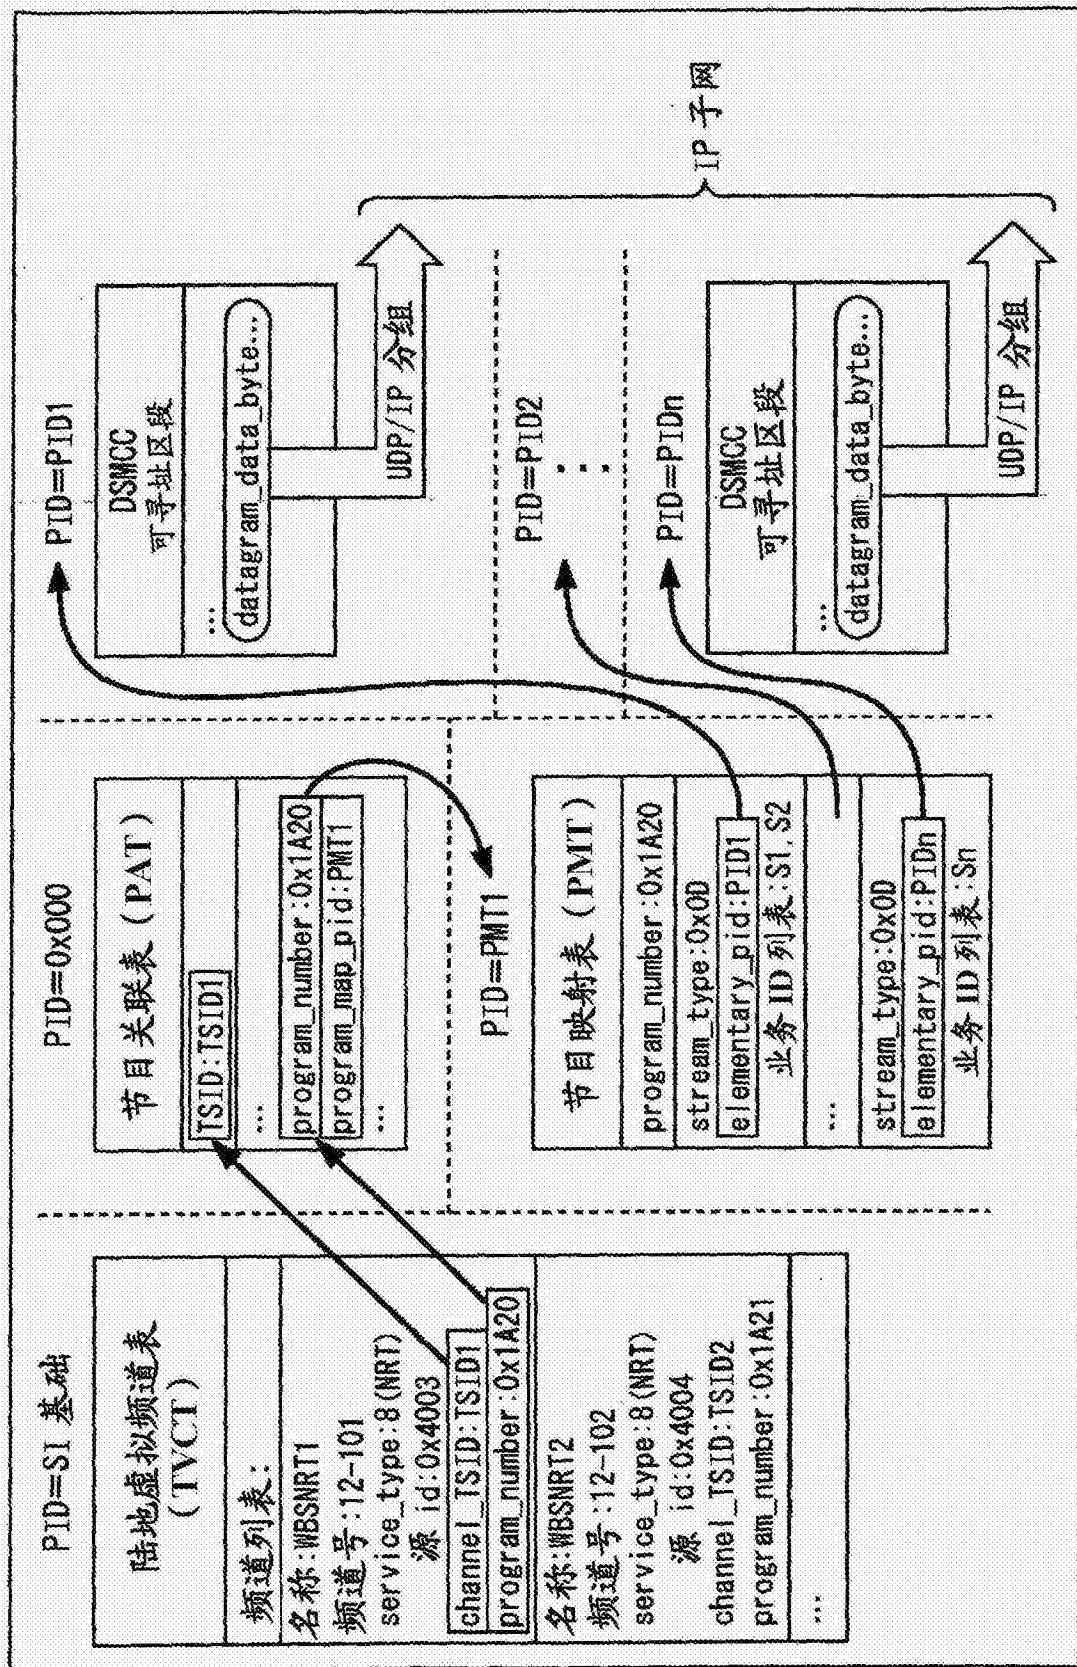 PID=SI 基础
陆地虚拟频道表
(TVCT)
频道列表:
名称:WBSNRT1
频道号:12-101
service_type:8(NRT)
源 id:0x4003
channel_TSID:TSID1
program_number:0x1A20
名称:WBSNRT2
频道号:12-102
service_type:8(NRT)
源 id:0x4004
channel_TSID:TSID2
program_number:0x1A21
...
PID=0x000
节目关联表(PAT)
TSID:TSID1
...
program_number:0x1A20
program_map_pid:PMT1
...
PID=PMT1
节目映射表(PMT)
program_number:0x1A20
stream_type:0x0D
elementary_pid:PID1
业务 ID 列表:S1.S2
...
stream_type:0x0D
elementary_pid:PIDn
业务 ID 列表:Sn
PID=PID1
DSMCC
可寻址区段
...
datagram_data_byte...
UDP/IP 分组
PID=PID2
...
PID=PIDn
DSMCC
可寻址区段
...
datagram_data_byte...
UDP/IP 分组
IP 子网